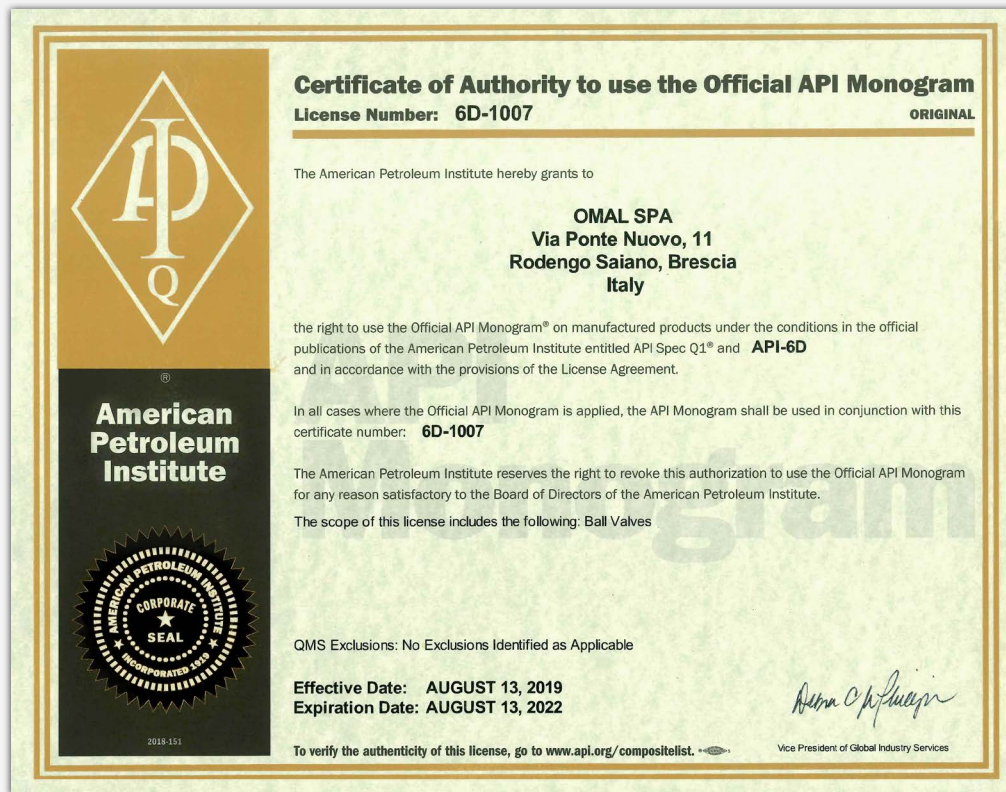 Certificate of Authority to use the Official API Monogram
License Number: 6D-1007
ORIGINAL
The American Petroleum Institute hereby grants to
OMAL SPA
Via Ponte Nuovo, 11
Rodengo Saiano, Brescia
Italy
the right to use the Official API Monogram® on manufactured products under the conditions in the official
publications of the American Petroleum Institute entitled API Spec Q1® and API-6D
and in accordance with the provisions of the License Agreement.
In all cases where the Official API Monogram is applied, the API Monogram shall be used in conjunction with this
certificate number: 6D-1007
The American Petroleum Institute reserves the right to revoke this authorization to use the Official API Monogram
for any reason satisfactory to the Board of Directors of the American Petroleum Institute.
The scope of this license includes the following: Ball Valves
API
Monogram
QMS Exclusions: No Exclusions Identified as Applicable
Effective Date: AUGUST 13, 2019
Expiration Date: AUGUST 13, 2022
To verify the authenticity of this license, go to www.api.org/compositelist.
Vice President of Global Industry Services
API
Q
®
American
Petroleum
Institute
AMERICAN PETROLEUM INSTITUTE
CORPORATE
SEAL
INCORPORATED 1919
2018-151